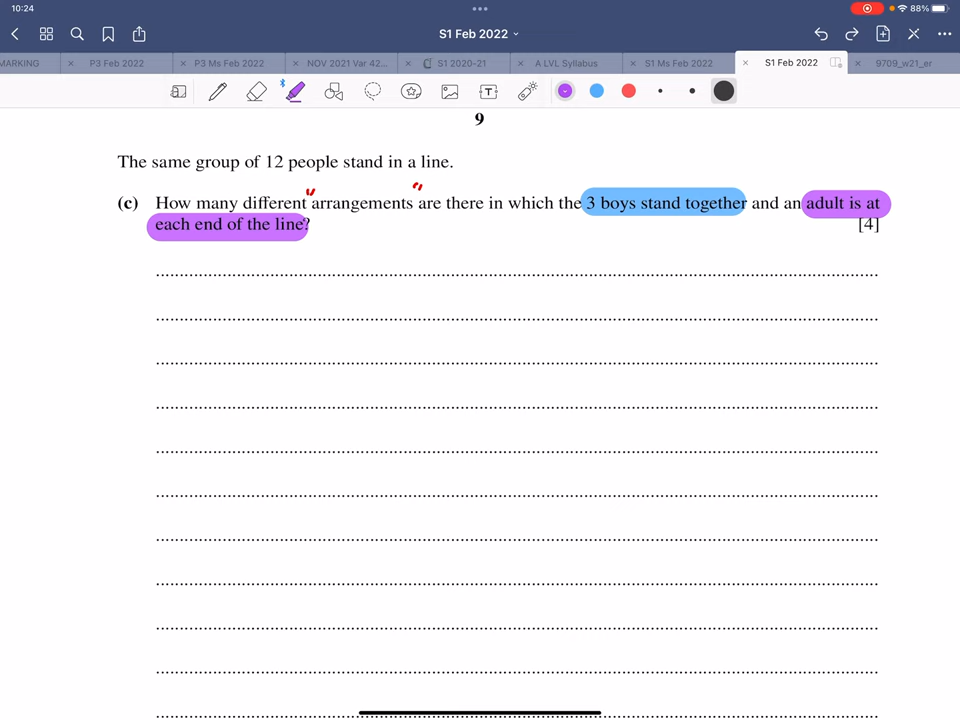 10:24
88%
S1 Feb 2022
MARKING
P3 Feb 2022
P3 Ms Feb 2022
NOV 2021 Var 42...
S1 2020-21
A LVL Syllabus
S1 Ms Feb 2022
S1 Feb 2022
9709_w21_er
9
The same group of 12 people stand in a line.
(c) How many different arrangements are there in which the 3 boys stand together and an adult is at
each end of the line? [4]